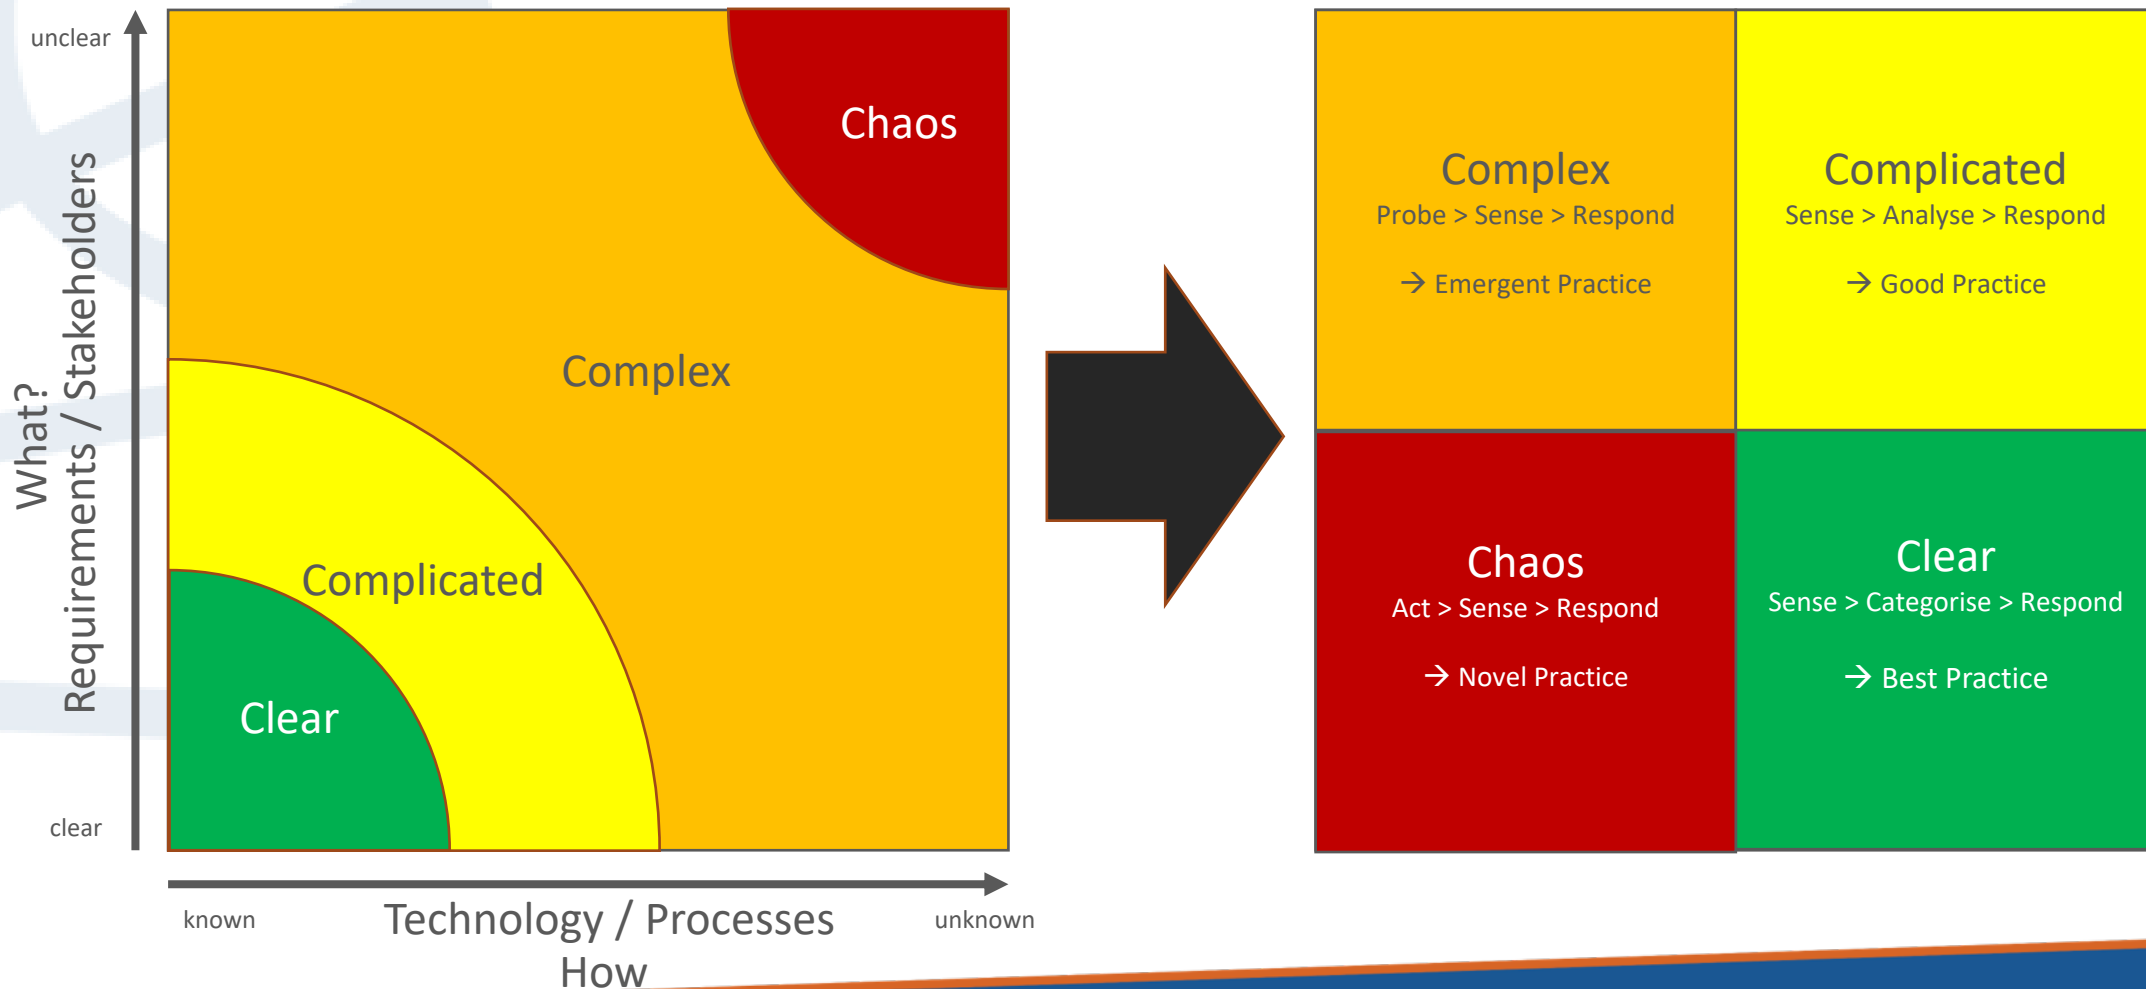 unclear
What?
Requirements / Stakeholders
clear
Chaos
Complex
Complicated
Clear
known
Technology / Processes
unknown
How
Complex
Probe > Sense > Respond
→ Emergent Practice
Complicated
Sense > Analyse > Respond
→ Good Practice
Chaos
Act > Sense > Respond
→ Novel Practice
Clear
Sense > Categorise > Respond
→ Best Practice